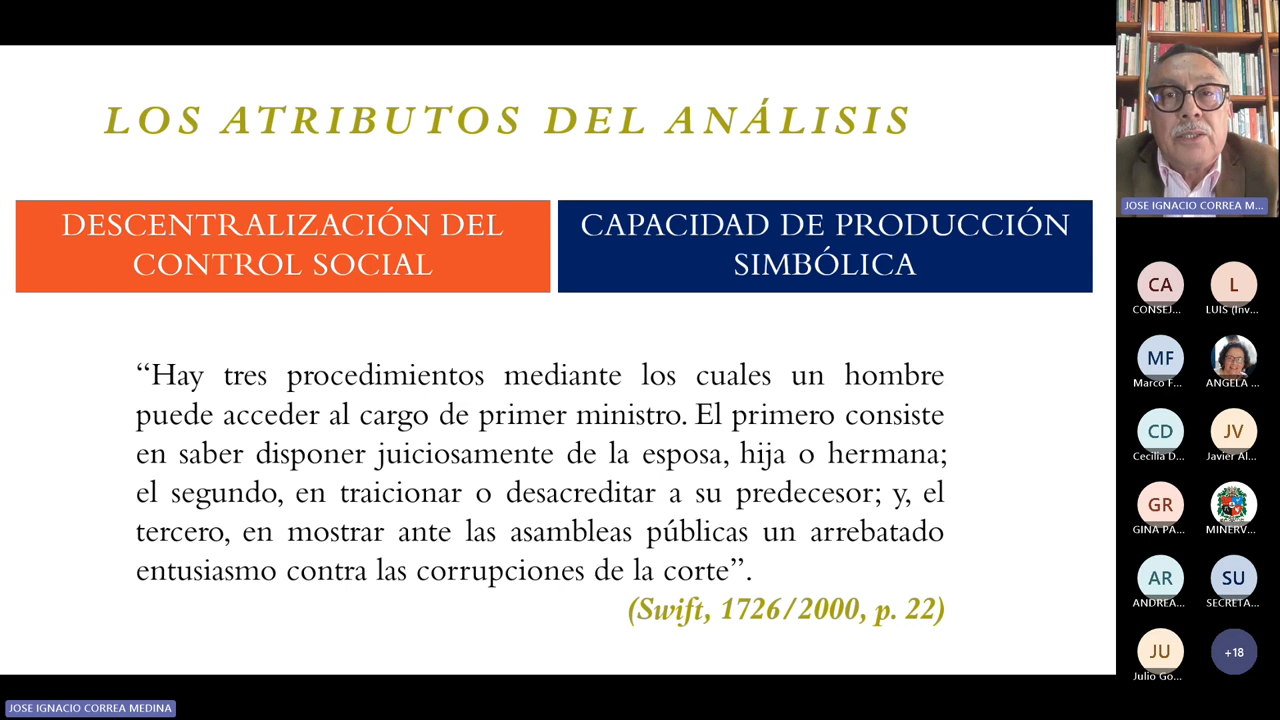 LOS ATRIBUTOS DEL ANÁLISIS
DESCENTRALIZACIÓN DEL
CONTROL SOCIAL
CAPACIDAD DE PRODUCCIÓN
SIMBÓLICA
“Hay tres procedimientos mediante los cuales un hombre
puede acceder al cargo de primer ministro. El primero consiste
en saber disponer juiciosamente de la esposa, hija o hermana;
el segundo, en traicionar o desacreditar a su predecesor; y, el
tercero, en mostrar ante las asambleas públicas un arrebatado
entusiasmo contra las corrupciones de la corte”.
(Swift, 1726/2000, p. 22)
JOSE IGNACIO CORREA M...
CA
L
CONSEJ...
LUIS (Inv...
MF
Marco F...
ANGELA ...
CD
JV
Cecilia D...
Javier Al...
GR
GINA PA...
MINERV...
AR
SU
ANDREA...
SECRETA...
JU
+18
Julio Go...
JOSE IGNACIO CORREA MEDINA